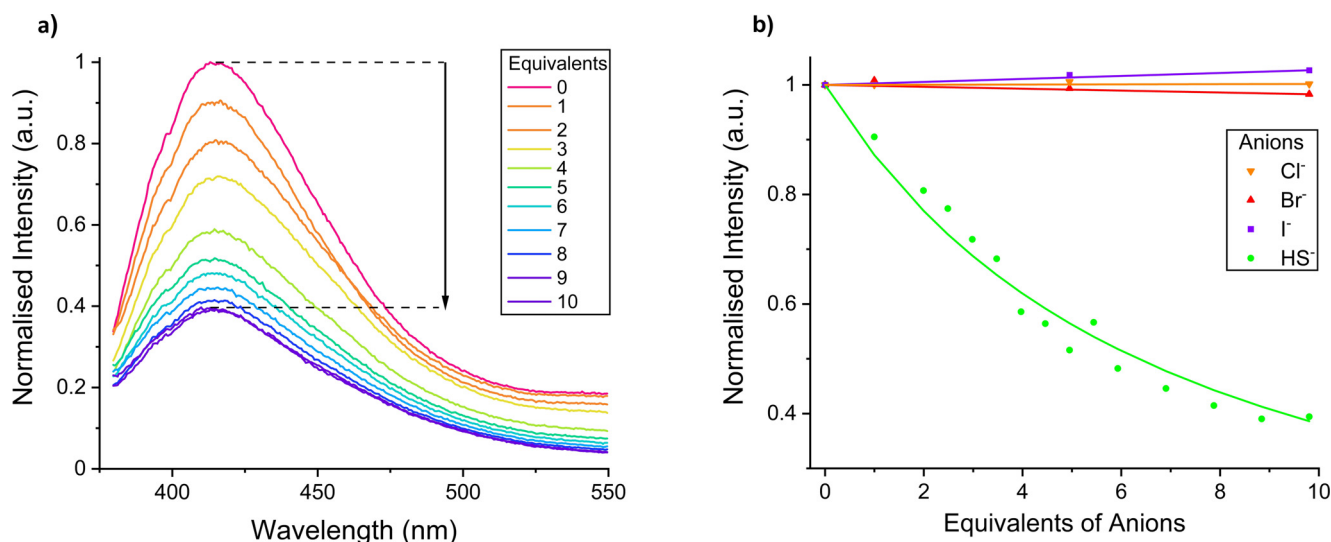 a)
Normalised Intensity (a.u.)
1
0.8
0.6
0.4
0.2
0
400
450
500
550
Wavelength (nm)
Equivalents
0
1
2
3
4
5
6
7
8
9
10
b)
Normalised Intensity (a.u.)
1
0.8
0.6
0.4
0
2
4
6
8
10
Equivalents of Anions
Anions
Cl⁻
Br⁻
I⁻
HS⁻